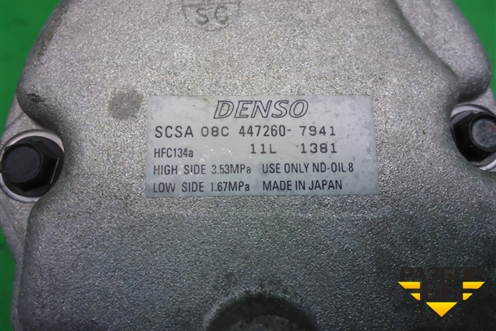 SC
DENSO
SCSA 08C 447260- 7941
HFC134a 11L 1381
HIGH SIDE 3.53MPa USE ONLY ND-OIL 8
LOW SIDE 1.67MPa MADE IN JAPAN